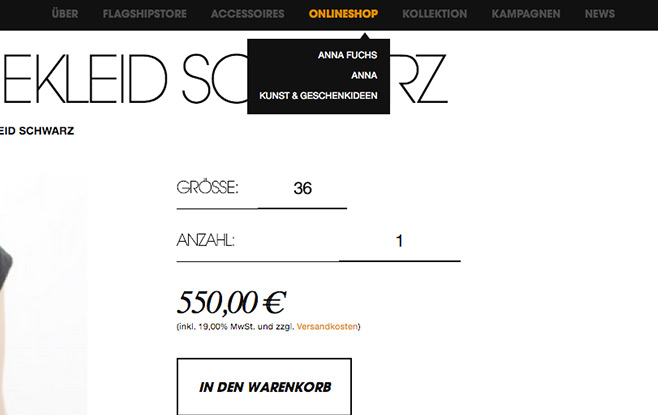 ÜBER FLAGSHIPSTORE ACCESSOIRES ONLINESHOP KOLLEKTION KAMPAGNEN NEWS
ANNA FUCHS
ANNA
KUNST & GESCHENKIDEEN
EKLEID SC RZ
EID SCHWARZ
GRÖSSE: 36
ANZAHL: 1
550,00 €
(inkl. 19,00% MwSt. und zzgl. Versandkosten)
IN DEN WARENKORB